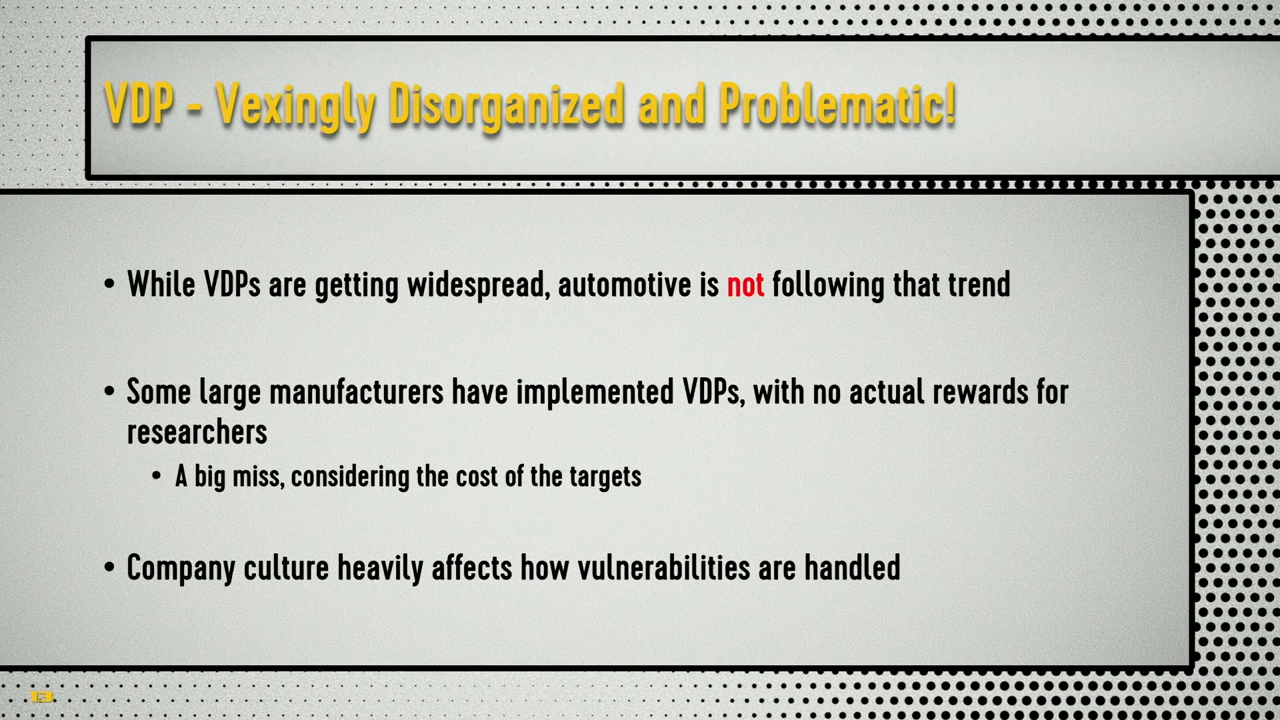 VDP - Vexingly Disorganized and Problematic!
• While VDPs are getting widespread, automotive is not following that trend
• Some large manufacturers have implemented VDPs, with no actual rewards for
researchers
• A big miss, considering the cost of the targets
• Company culture heavily affects how vulnerabilities are handled
13